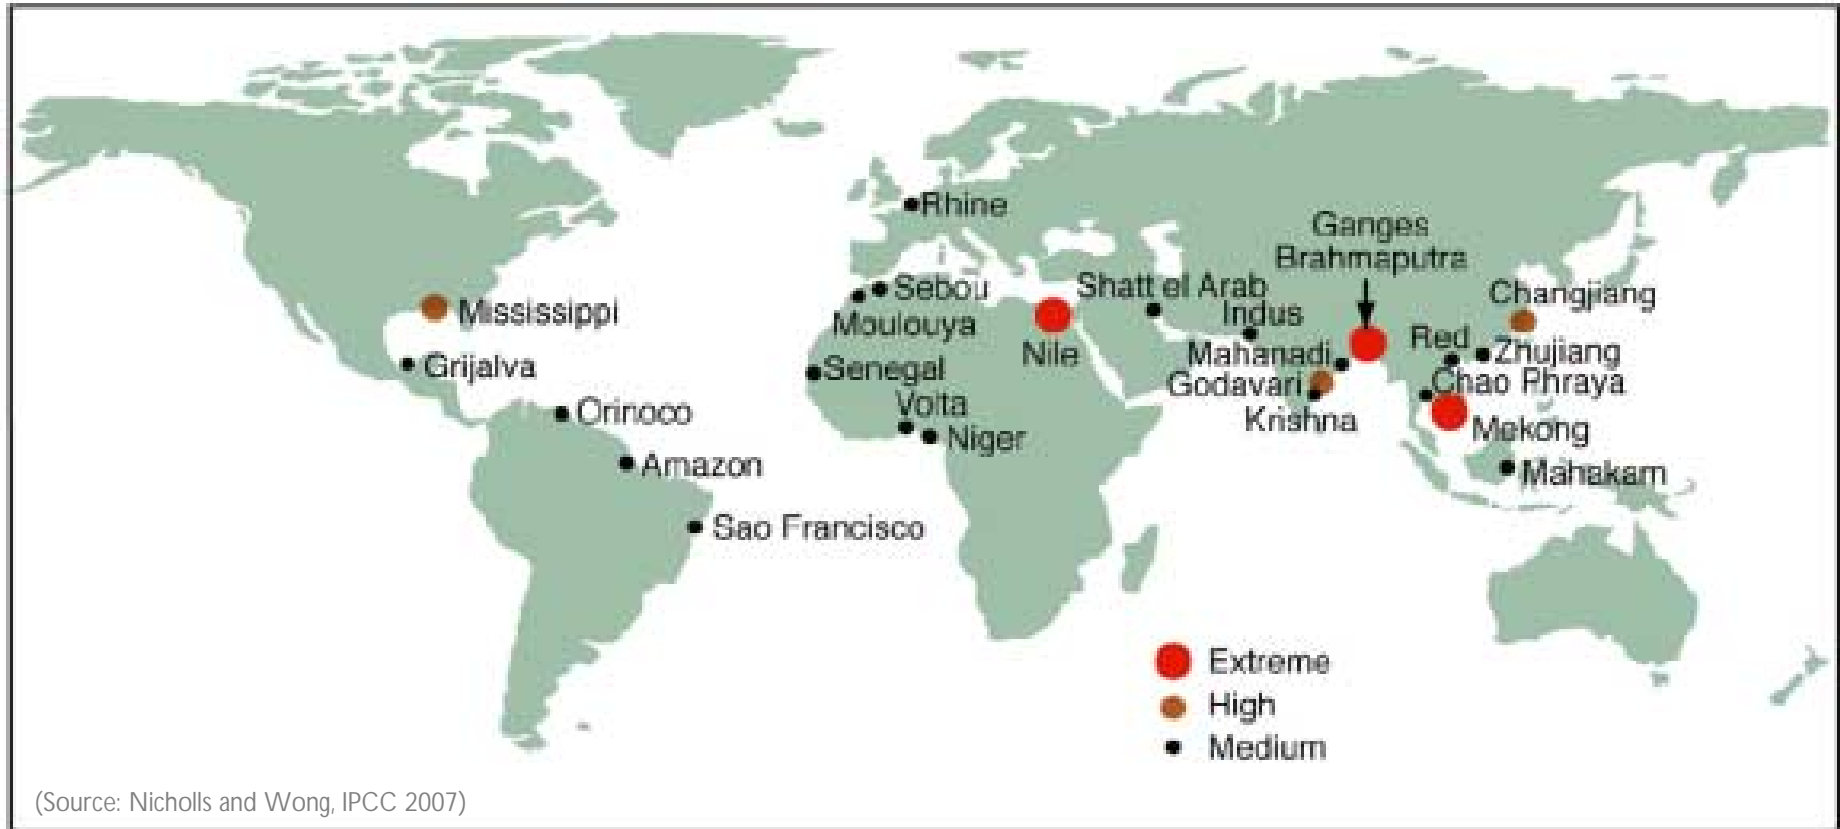 Rhine
Ganges
Brahmaputra
Sebou
Shatt el Arab
Changjiang
Mississippi
Moulouya
Indus
Nile
Red
Zhujiang
Mahanadi
Grijalva
Senegal
Godavari
Chao Phraya
Volta
Orinoco
Krishna
Niger
Mekong
Amazon
Mahakam
Sao Francisco
Extreme
High
Medium
(Source: Nicholls and Wong, IPCC 2007)